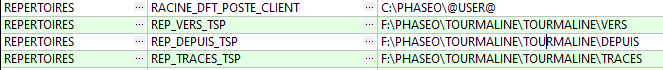 REPERTOIRES ... RACINE_DFT_POSTE_CLIENT ... C:\PHASEO\@USER@
REPERTOIRES ... REP_VERS_TSP ... F:\PHASEO\TOURMALINE\TOURMALINE\VERS
REPERTOIRES ... REP_DEPUIS_TSP ... F:\PHASEO\TOURMALINE\TOURMALINE\DEPUIS
REPERTOIRES ... REP_TRACES_TSP ... F:\PHASEO\TOURMALINE\TOURMALINE\TRACES